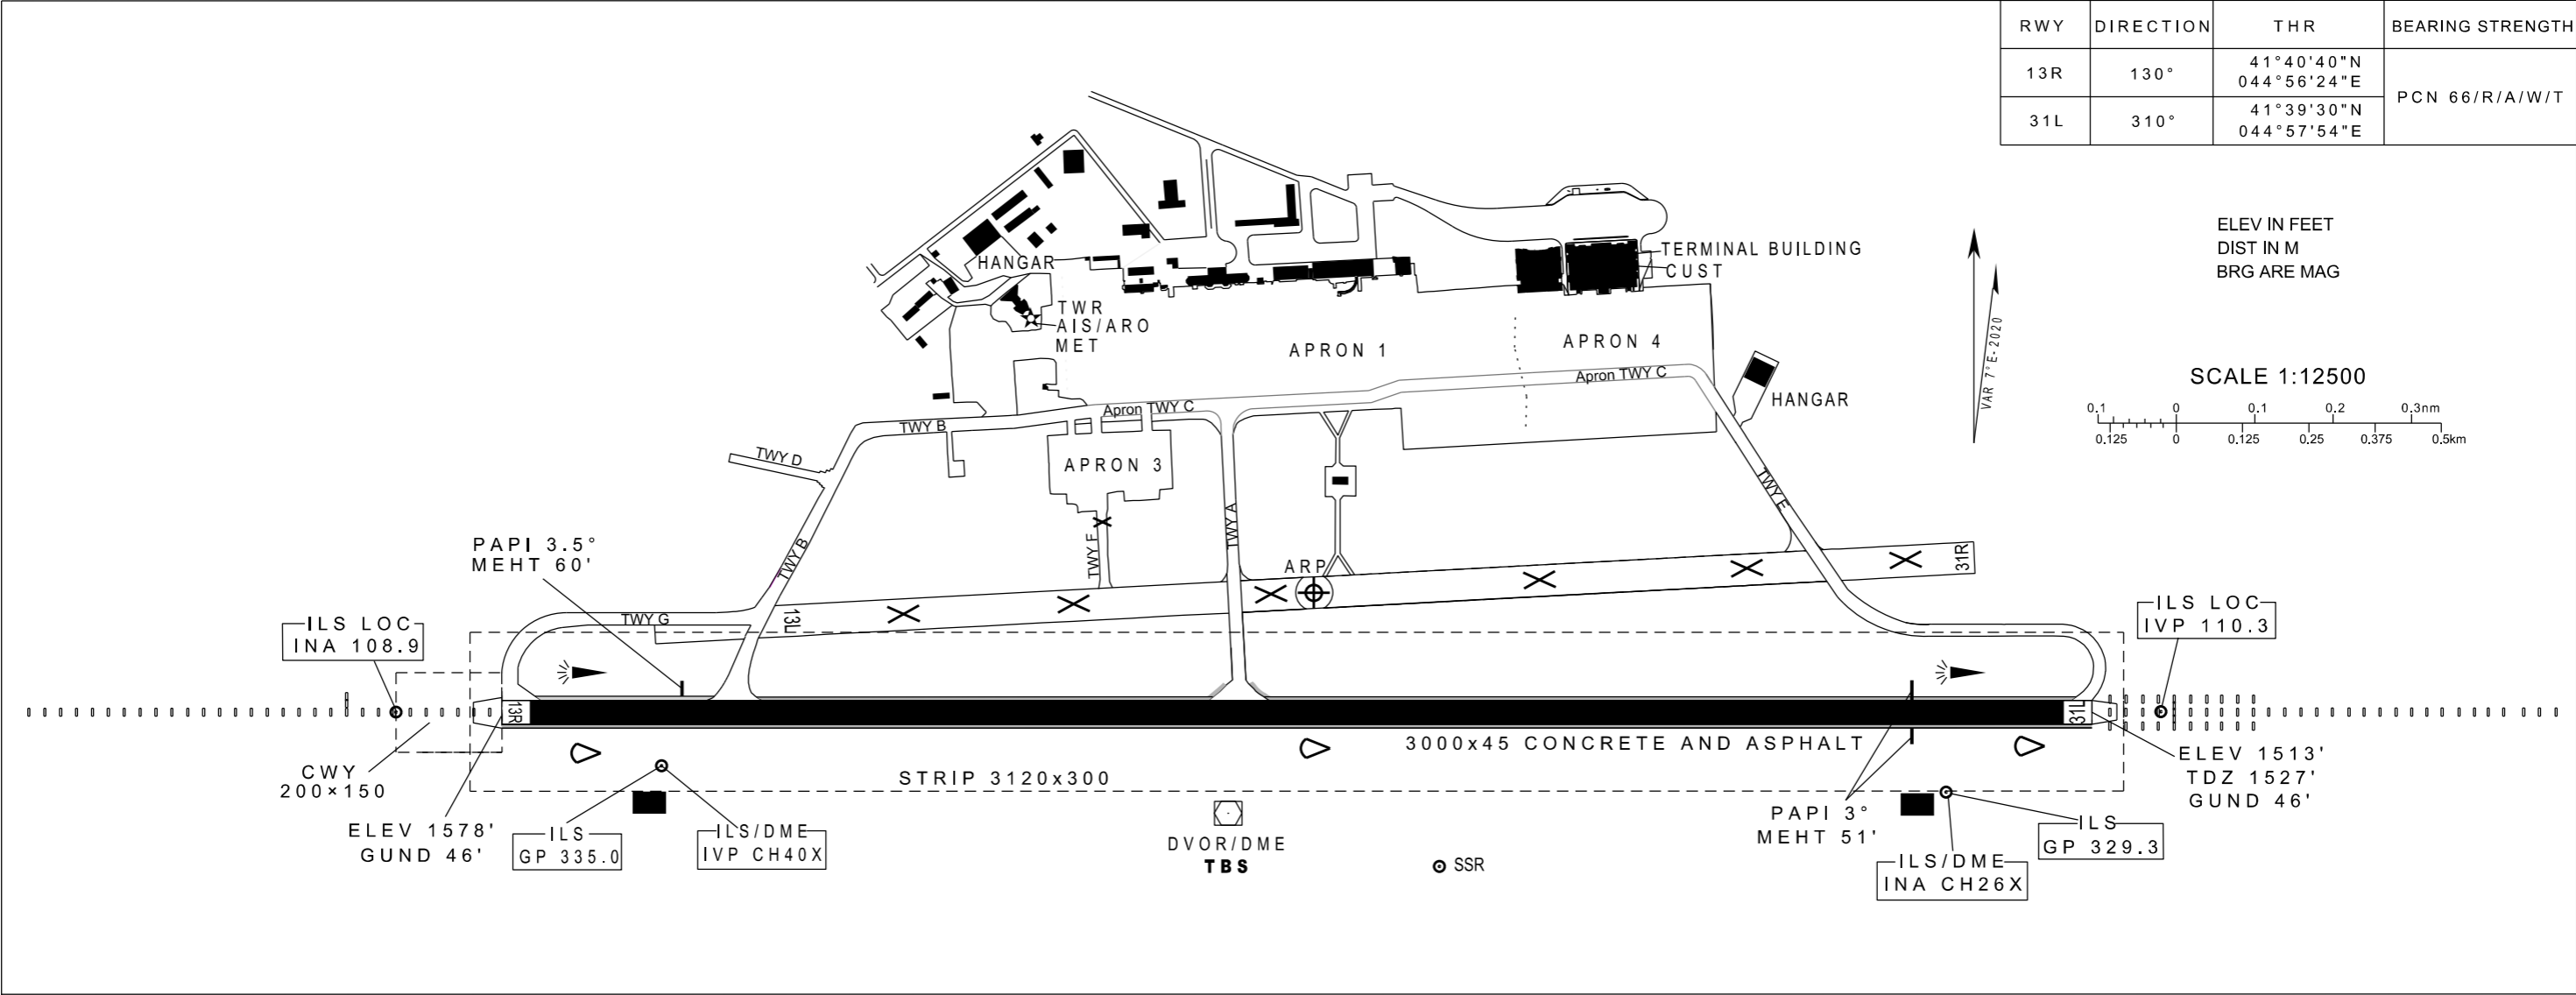 RWY DIRECTION THR BEARING STRENGTH
13R 130° 41°40'40"N
044°56'24"E
PCN 66/R/A/W/T
31L 310° 41°39'30"N
044°57'54"E
ELEV IN FEET
DIST IN M
BRG ARE MAG
VAR 7°E-2020
SCALE 1:12500
0.1 0 0.1 0.2 0.3nm
0.125 0 0.125 0.25 0.375 0.5km
HANGAR
TERMINAL BUILDING
CUST
TWR
AIS/ARO
MET
APRON 1
APRON 4
Apron TWY C
HANGAR
Apron TWY C
TWY B
TWY D
APRON 3
TWY E
TWY A
TWY F
TWY B
PAPI 3.5°
MEHT 60'
ARP
31R
13L
TWY G
ILS LOC
INA 108.9
ILS LOC
IVP 110.3
13R
31L
3000x45 CONCRETE AND ASPHALT
STRIP 3120x300
CWY
200×150
ELEV 1578'
GUND 46'
ILS
GP 335.0
ILS/DME
IVP CH40X
DVOR/DME
TBS
SSR
PAPI 3°
MEHT 51'
ELEV 1513'
TDZ 1527'
GUND 46'
ILS
GP 329.3
ILS/DME
INA CH26X